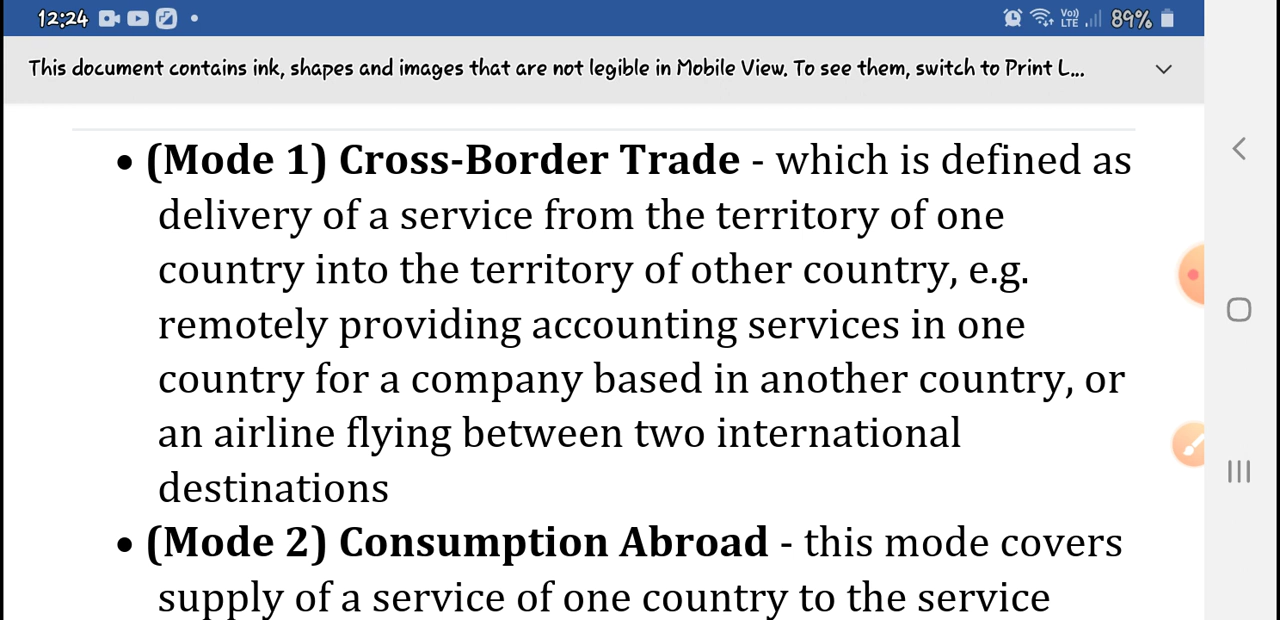 12:24
Vo)) LTE 89%
This document contains ink, shapes and images that are not legible in Mobile View. To see them, switch to Print L...
• (Mode 1) Cross-Border Trade - which is defined as
delivery of a service from the territory of one
country into the territory of other country, e.g.
remotely providing accounting services in one
country for a company based in another country, or
an airline flying between two international
destinations
• (Mode 2) Consumption Abroad - this mode covers
supply of a service of one country to the service